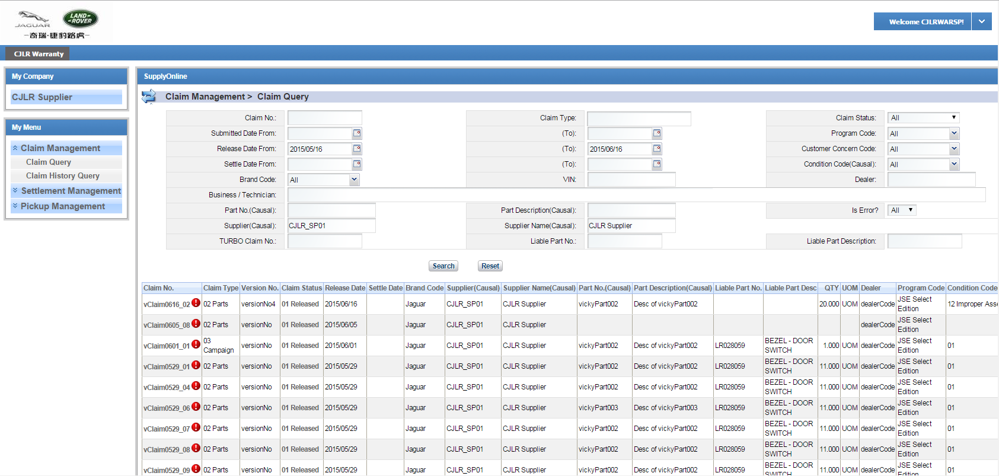 JAGUAR
LAND-
-ROVER
奇瑞·捷豹路虎
Welcome CJLRWARSP!
CJLR Warranty
My Company
CJLR Supplier
My Menu
Claim Management
Claim Query
Claim History Query
Settlement Management
Pickup Management
SupplyOnline
Claim Management > Claim Query
Claim No.: Claim Type: Claim Status: All
Submitted Date From: (To): Program Code: All
Release Date From: 2015/05/16 (To): 2015/06/16 Customer Concern Code: All
Settle Date From: (To): Condition Code(Causal): All
Brand Code: All VIN: Dealer:
Business / Technician:
Part No.(Causal): Part Description(Causal): Is Error? All
Supplier(Causal): CJLR_SP01 Supplier Name(Causal): CJLR Supplier
TURBO Claim No.: Liable Part No.: Liable Part Description:
Search Reset
Claim No. Claim Type Version No. Claim Status Release Date Settle Date Brand Code Supplier(Causal) Supplier Name(Causal) Part No.(Causal) Part Description(Causal) Liable Part No. Liable Part Desc QTY UOM Dealer Program Code Condition Code
vClaim0616_02 02 Parts versionNo4 01 Released 2015/06/16 Jaguar CJLR_SP01 CJLR Supplier vickyPart002 Desc of vickyPart002 20.000 UOM dealerCode JSE Select Edition 12 Improper Asse
vClaim0605_08 02 Parts versionNo 01 Released 2015/06/05 Jaguar CJLR_SP01 CJLR Supplier dealerCode JSE Select Edition
vClaim0601_01 03 Campaign versionNo 01 Released 2015/06/01 Jaguar CJLR_SP01 CJLR Supplier vickyPart002 Desc of vickyPart002 LR028059 BEZEL - DOOR SWITCH 1.000 UOM dealerCode JSE Select Edition 01
vClaim0529_01 02 Parts versionNo 01 Released 2015/05/29 Jaguar CJLR_SP01 CJLR Supplier vickyPart002 Desc of vickyPart002 LR028059 BEZEL - DOOR SWITCH 11.000 UOM dealerCode JSE Select Edition 01
vClaim0529_04 02 Parts versionNo 01 Released 2015/05/29 Jaguar CJLR_SP01 CJLR Supplier vickyPart002 Desc of vickyPart002 LR028059 BEZEL - DOOR SWITCH 11.000 UOM dealerCode JSE Select Edition 01
vClaim0529_06 02 Parts versionNo 01 Released 2015/05/29 Jaguar CJLR_SP01 CJLR Supplier vickyPart003 Desc of vickyPart003 LR028059 BEZEL - DOOR SWITCH 11.000 UOM dealerCode JSE Select Edition 01
vClaim0529_07 02 Parts versionNo 01 Released 2015/05/29 Jaguar CJLR_SP01 CJLR Supplier vickyPart002 Desc of vickyPart002 LR028059 BEZEL - DOOR SWITCH 11.000 UOM dealerCode JSE Select Edition 01
vClaim0529_08 02 Parts versionNo 01 Released 2015/05/29 Jaguar CJLR_SP01 CJLR Supplier vickyPart002 Desc of vickyPart002 LR028059 BEZEL - DOOR SWITCH 11.000 UOM dealerCode JSE Select Edition 01
vClaim0529_09 02 Parts versionNo 01 Released 2015/05/29 Jaguar CJLR_SP01 CJLR Supplier vickyPart002 Desc of vickyPart002 LR028059 BEZEL - DOOR SWITCH 11.000 UOM dealerCode JSE Select Edition 01